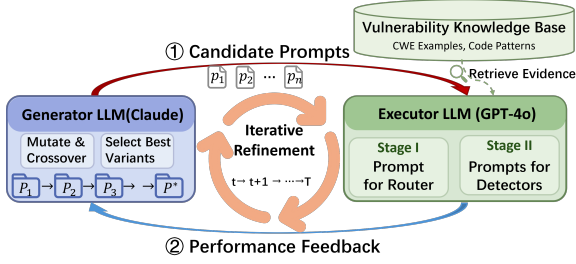 Vulnerability Knowledge Base
CWE Examples, Code Patterns
① Candidate Prompts
p₁ p₂ ⋯ pₙ
Retrieve Evidence
Generator LLM(Claude)
Mutate &
Crossover
Select Best
Variants
P₁ → P₂ → P₃ → → P*
Iterative
Refinement
t→ t+1 → ⋯→T
Executor LLM (GPT-4o)
Stage I
Prompt
for Router
Stage II
Prompts for
Detectors
② Performance Feedback